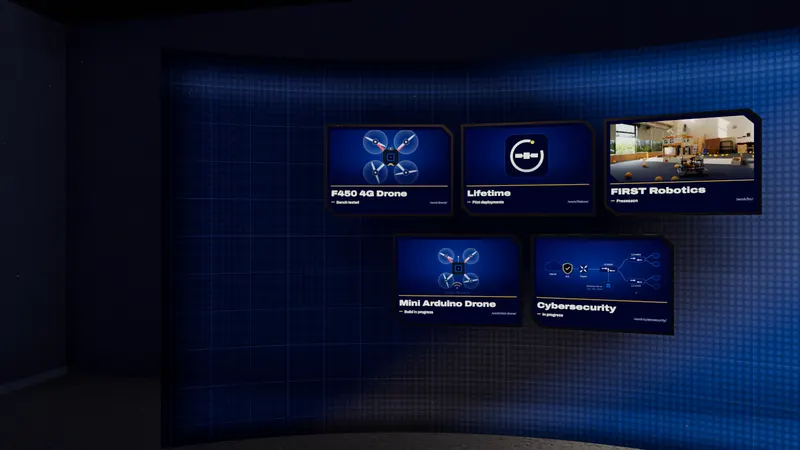 F450 4G Drone
— Bench tested
Lifetime
— Pilot deployments
FIRST Robotics
— Preseason
Mini Arduino Drone
— Build in progress
Cybersecurity
— In progress